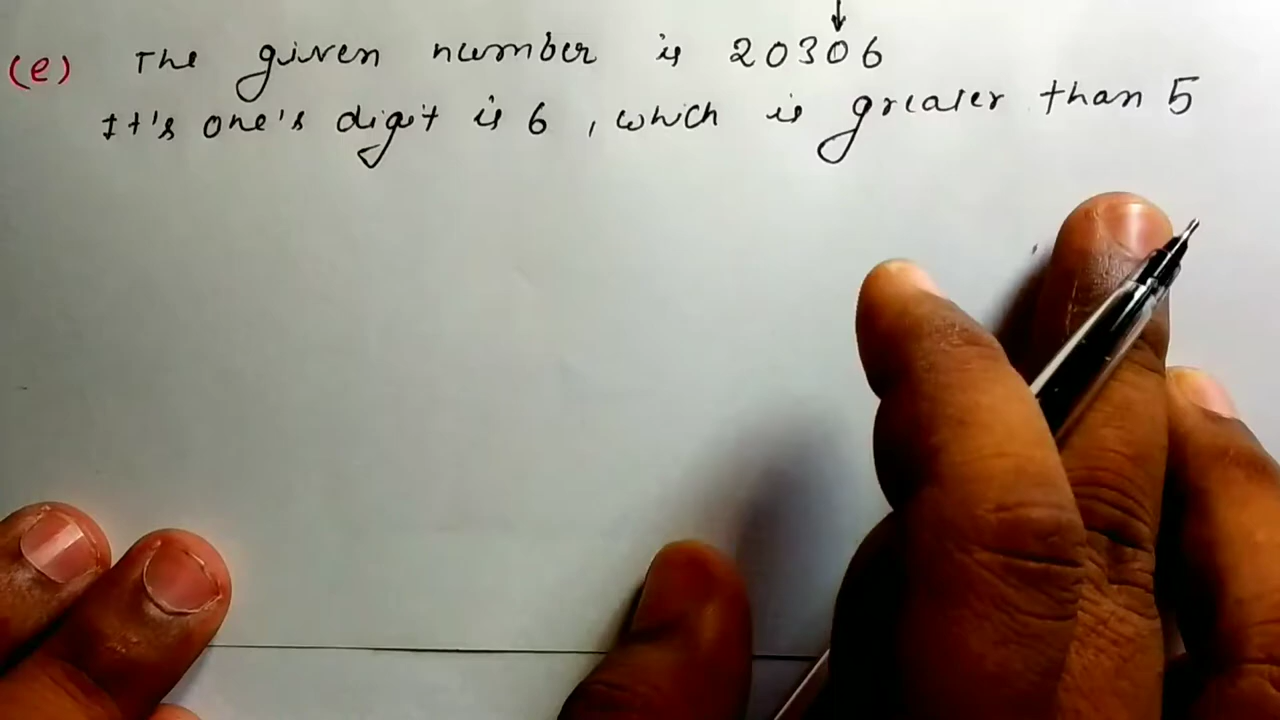 (e) The given number is 20306
It's one's digit is 6, which is greater than 5